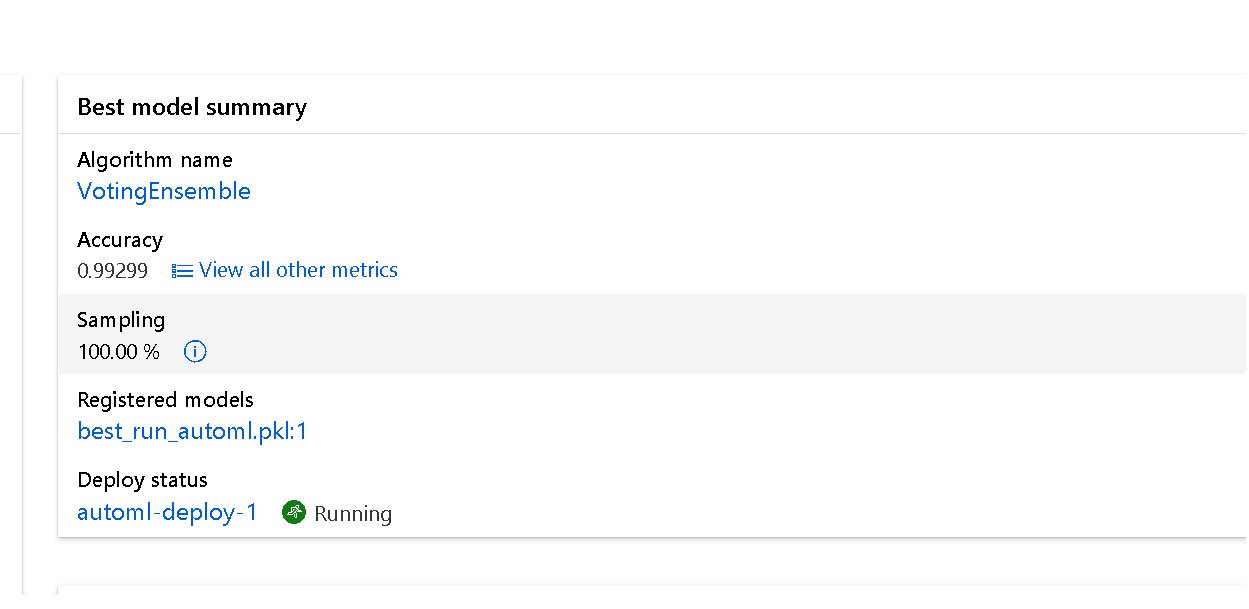 Best model summary
Algorithm name
VotingEnsemble
Accuracy
0.99299 View all other metrics
Sampling
100.00 %
Registered models
best_run_automl.pkl:1
Deploy status
automl-deploy-1 Running